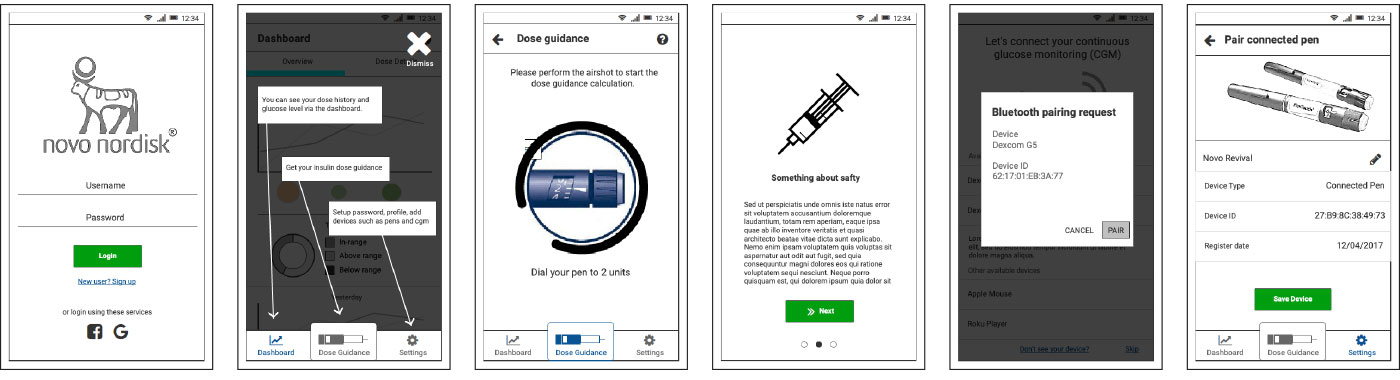 12:34
novo nordisk®
Username
Password
Login
New user? Sign up
or login using these services
12:34
Dashboard
Dismiss
Overview
Dose Det
You can see your dose history and
glucose level via the dashboard.
Get your insulin dose guidance
Setup password, profile, add
devices such as pens and cgm
In-range
Above range
Below range
Yesterday
Dashboard
Dose Guidance
Settings
12:34
Dose guidance
Please perform the airshot to start the
dose guidance calculation.
Dial your pen to 2 units
Dashboard
Dose Guidance
Settings
12:34
Something about safty
Sed ut perspiciatis unde omnis iste natus error
sit voluptatem accusantium doloremque
laudantium, totam rem aperiam, eaque ipsa
quae ab illo inventore veritatis et quasi
architecto beatae vitae dicta sunt explicabo.
Nemo enim ipsam voluptatem quia voluptas sit
aspernatur aut odit aut fugit, sed quia
consequuntur magni dolores eos qui ratione
voluptatem sequi nesciunt. Neque porro
quisquam est, qui dolorem ipsum quia dolor sit
Next
12:34
Let's connect your continuous
glucose monitoring (CGM)
Bluetooth pairing request
Device
Dexcom G5
Device ID
62:17:01:EB:3A:77
CANCEL
PAIR
dolore magna aliqua.
Other available devices
Apple Mouse
Roku Player
Don't see your device?
Skip
12:34
Pair connected pen
Novo Revival
Device Type
Connected Pen
Device ID
27:B9:8C:38:49:73
Register date
12/04/2017
Save Device
Dashboard
Dose Guidance
Settings